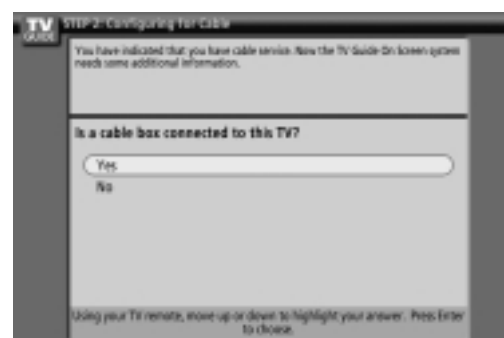 TV
GUIDE
STEP 2: Configuring for Cable
You have indicated that you have cable service. Now the TV Guide On Screen system
needs some additional information.
Is a cable box connected to this TV?
Yes
No
Using your TV remote, move up or down to highlight your answer. Press Enter
to choose.